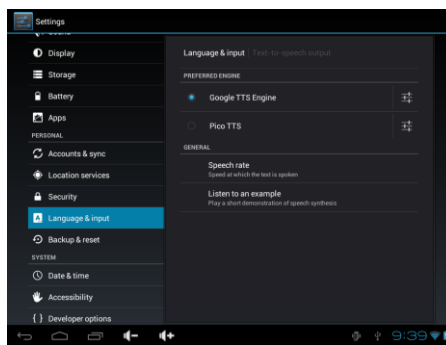 Settings
Display
Storage
Battery
Apps
PERSONAL
Accounts & sync
Location services
Security
Language & input
Backup & reset
SYSTEM
Date & time
Accessibility
{ } Developer options
Language & input Text-to-speech output
PREFERRED ENGINE
Google TTS Engine
Pico TTS
GENERAL
Speech rate
Speed at which the text is spoken
Listen to an example
Play a short demonstration of speech synthesis
9:39